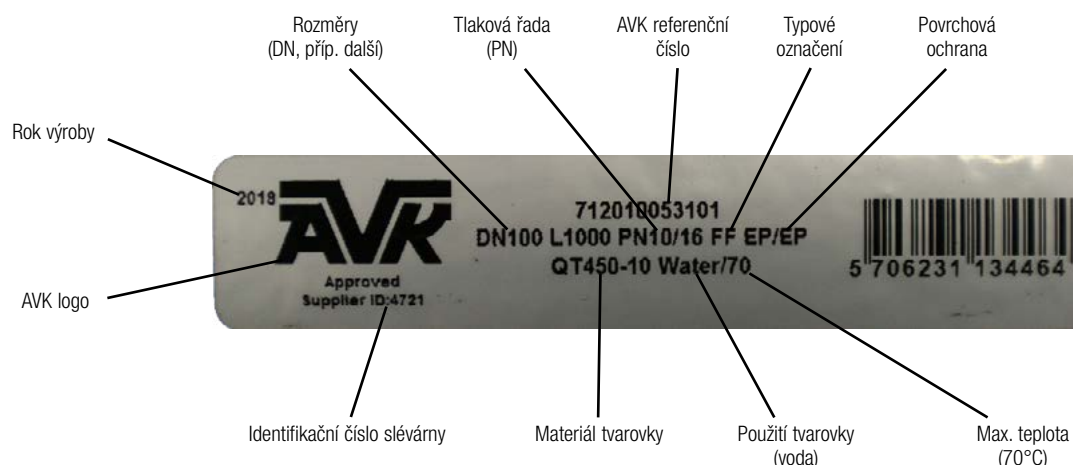 Rozměry
(DN, příp. další)
Tlaková řada
(PN)
AVK referenční
číslo
Typové
označení
Povrchová
ochrana
Rok výroby
2018
AVK
Approved
Supplier ID:4721
712010053101
DN100 L1000 PN10/16 FF EP/EP
QT450-10 Water/70
5 706231 134464
AVK logo
Identifikační číslo slévárny
Materiál tvarovky
Použití tvarovky
(voda)
Max. teplota
(70°C)